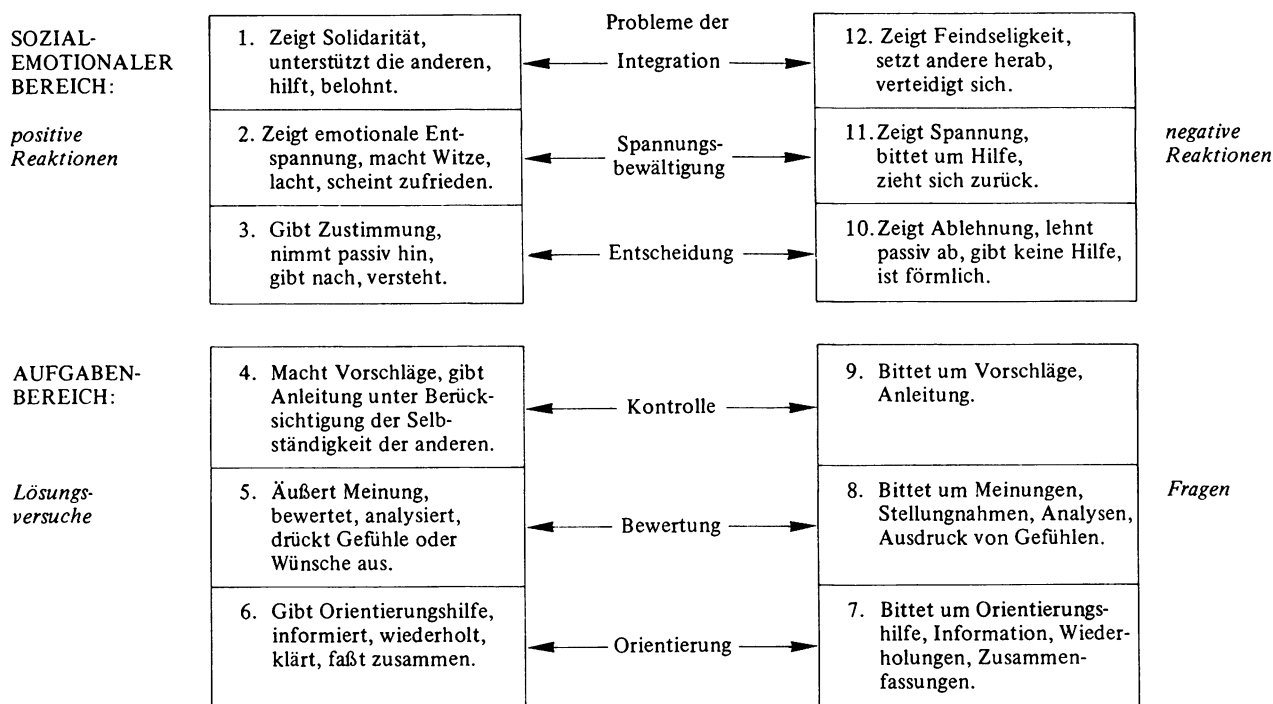 SOZIAL-
EMOTIONALER
BEREICH:
positive
Reaktionen
1. Zeigt Solidarität,
unterstützt die anderen,
hilft, belohnt.
2. Zeigt emotionale Ent-
spannung, macht Witze,
lacht, scheint zufrieden.
3. Gibt Zustimmung,
nimmt passiv hin,
gibt nach, versteht.
Probleme der
Integration
Spannungs-
bewältigung
Entscheidung
12. Zeigt Feindseligkeit,
setzt andere herab,
verteidigt sich.
11. Zeigt Spannung,
bittet um Hilfe,
zieht sich zurück.
10. Zeigt Ablehnung, lehnt
passiv ab, gibt keine Hilfe,
ist förmlich.
negative
Reaktionen
AUFGABEN-
BEREICH:
Lösungs-
versuche
4. Macht Vorschläge, gibt
Anleitung unter Berück-
sichtigung der Selb-
ständigkeit der anderen.
5. Äußert Meinung,
bewertet, analysiert,
drückt Gefühle oder
Wünsche aus.
6. Gibt Orientierungshilfe,
informiert, wiederholt,
klärt, faßt zusammen.
Kontrolle
Bewertung
Orientierung
9. Bittet um Vorschläge,
Anleitung.
8. Bittet um Meinungen,
Stellungnahmen, Analysen,
Ausdruck von Gefühlen.
7. Bittet um Orientierungs-
hilfe, Information, Wieder-
holungen, Zusammen-
fassungen.
Fragen